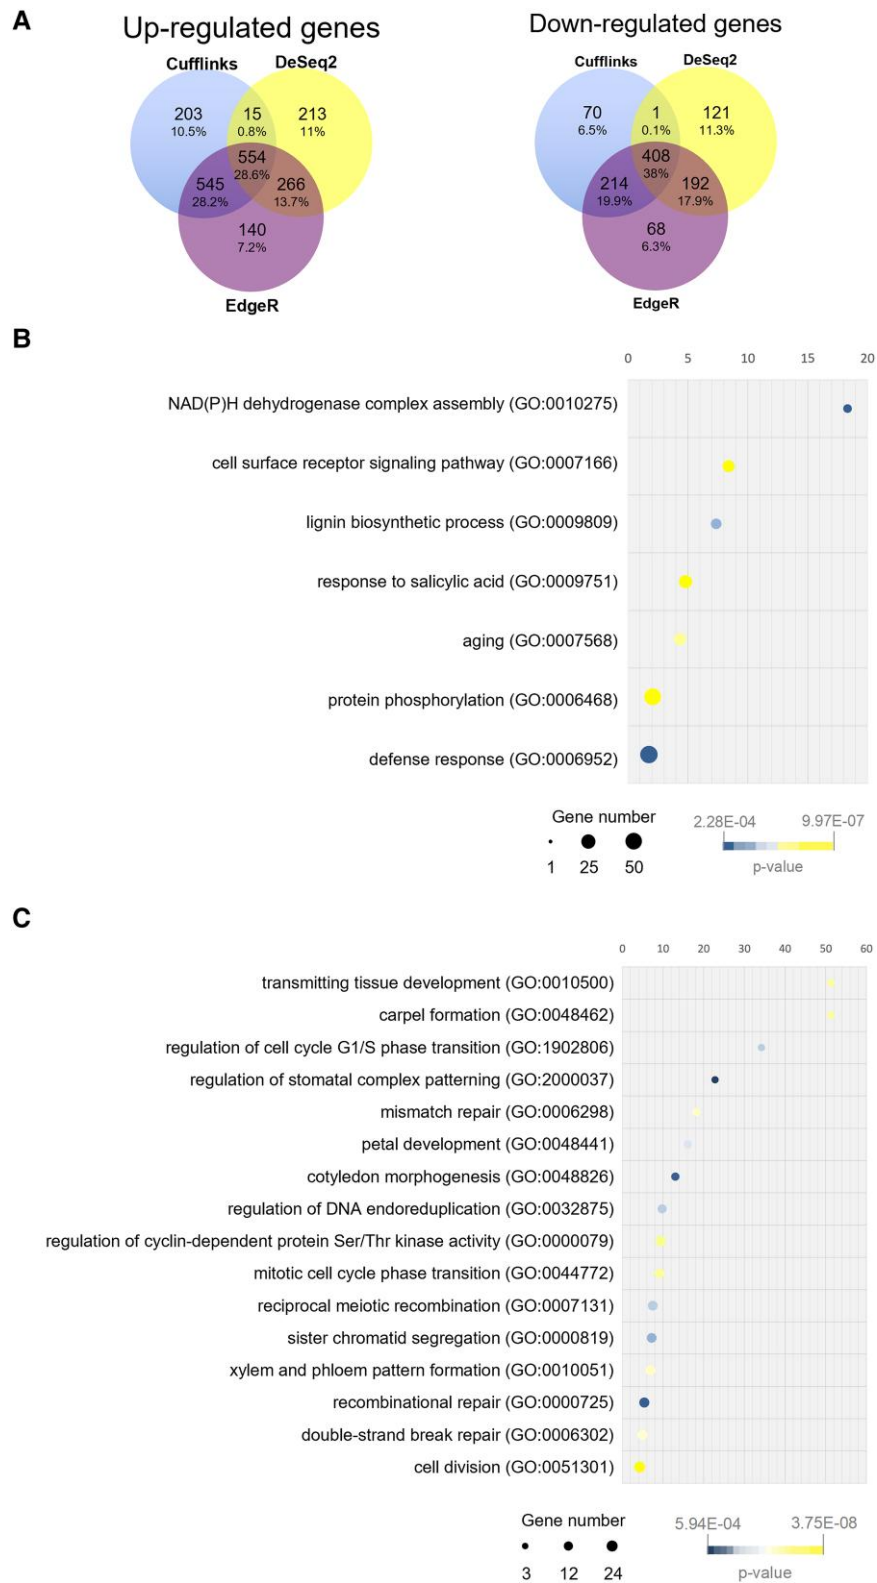 A
Up-regulated genes
Down-regulated genes
Cufflinks
DeSeq2
Cufflinks
DeSeq2
203
15
213
10.5%
0.8%
11%
554
28.6%
545
266
28.2%
13.7%
140
7.2%
EdgeR
70
1
121
6.5%
0.1%
11.3%
408
38%
214
192
19.9%
17.9%
68
6.3%
EdgeR
B
0 5 10 15 20
NAD(P)H dehydrogenase complex assembly (GO:0010275)
cell surface receptor signaling pathway (GO:0007166)
lignin biosynthetic process (GO:0009809)
response to salicylic acid (GO:0009751)
aging (GO:0007568)
protein phosphorylation (GO:0006468)
defense response (GO:0006952)
Gene number
1 25 50
2.28E-04 9.97E-07
p-value
C
0 10 20 30 40 50 60
transmitting tissue development (GO:0010500)
carpel formation (GO:0048462)
regulation of cell cycle G1/S phase transition (GO:1902806)
regulation of stomatal complex patterning (GO:2000037)
mismatch repair (GO:0006298)
petal development (GO:0048441)
cotyledon morphogenesis (GO:0048826)
regulation of DNA endoreduplication (GO:0032875)
regulation of cyclin-dependent protein Ser/Thr kinase activity (GO:0000079)
mitotic cell cycle phase transition (GO:0044772)
reciprocal meiotic recombination (GO:0007131)
sister chromatid segregation (GO:0000819)
xylem and phloem pattern formation (GO:0010051)
recombinational repair (GO:0000725)
double-strand break repair (GO:0006302)
cell division (GO:0051301)
Gene number
3 12 24
5.94E-04 3.75E-08
p-value